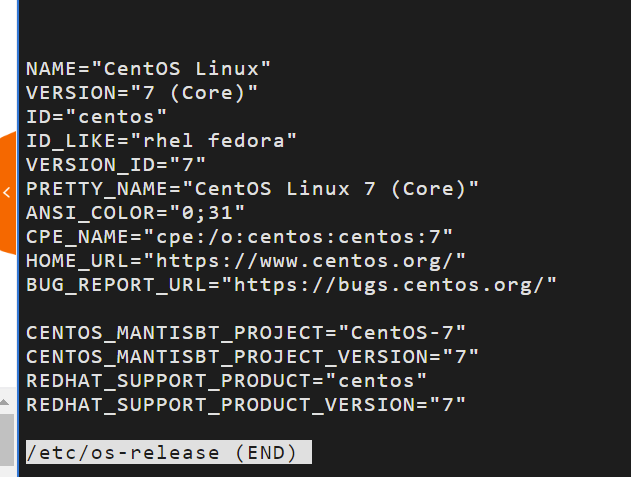 NAME="CentOS Linux"
VERSION="7 (Core)"
ID="centos"
ID_LIKE="rhel fedora"
VERSION_ID="7"
PRETTY_NAME="CentOS Linux 7 (Core)"
ANSI_COLOR="0;31"
CPE_NAME="cpe:/o:centos:centos:7"
HOME_URL="https://www.centos.org/"
BUG_REPORT_URL="https://bugs.centos.org/"

CENTOS_MANTISBT_PROJECT="CentOS-7"
CENTOS_MANTISBT_PROJECT_VERSION="7"
REDHAT_SUPPORT_PRODUCT="centos"
REDHAT_SUPPORT_PRODUCT_VERSION="7"

/etc/os-release (END)